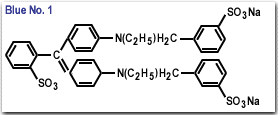 Blue No. 1
SO₃Na
N(C₂H₅)H₂C
C
SO₃
N(C₂H₅)H₂C
SO₃Na